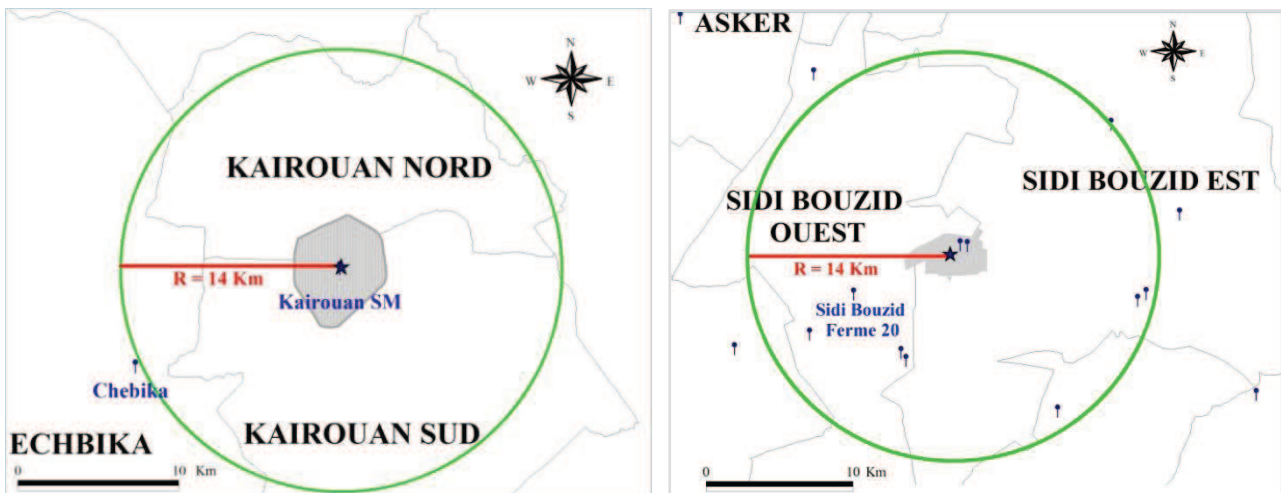 N
W E
S
KAIROUAN NORD
R = 14 Km
Kairouan SM
Chebika
KAIROUAN SUD
ECHBIKA
0 10 Km
ASKER
N
W E
S
SIDI BOUZID EST
SIDI BOUZID
OUEST
R = 14 Km
Sidi Bouzid
Ferme 20
0 10 Km